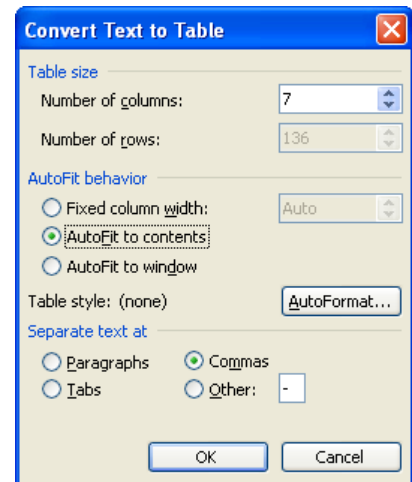 Convert Text to Table
Table size
Number of columns: 7
Number of rows: 136
AutoFit behavior
Fixed column width: Auto
AutoFit to contents
AutoFit to window
Table style: (none) AutoFormat...
Separate text at
Paragraphs Commas
Tabs Other: -
OK Cancel